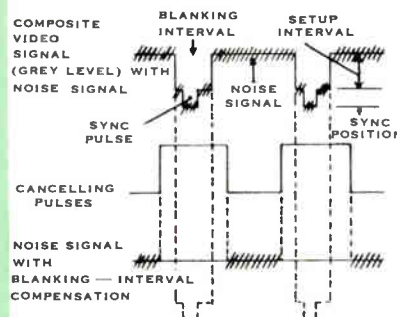 COMPOSITE
VIDEO
SIGNAL
(GREY LEVEL) WITH
NOISE SIGNAL
BLANKING
INTERVAL
SETUP
INTERVAL
NOISE
SIGNAL
SYNC
PULSE
SYNC
POSITION
CANCELLING
PULSES
NOISE SIGNAL
WITH
BLANKING — INTERVAL
COMPENSATION